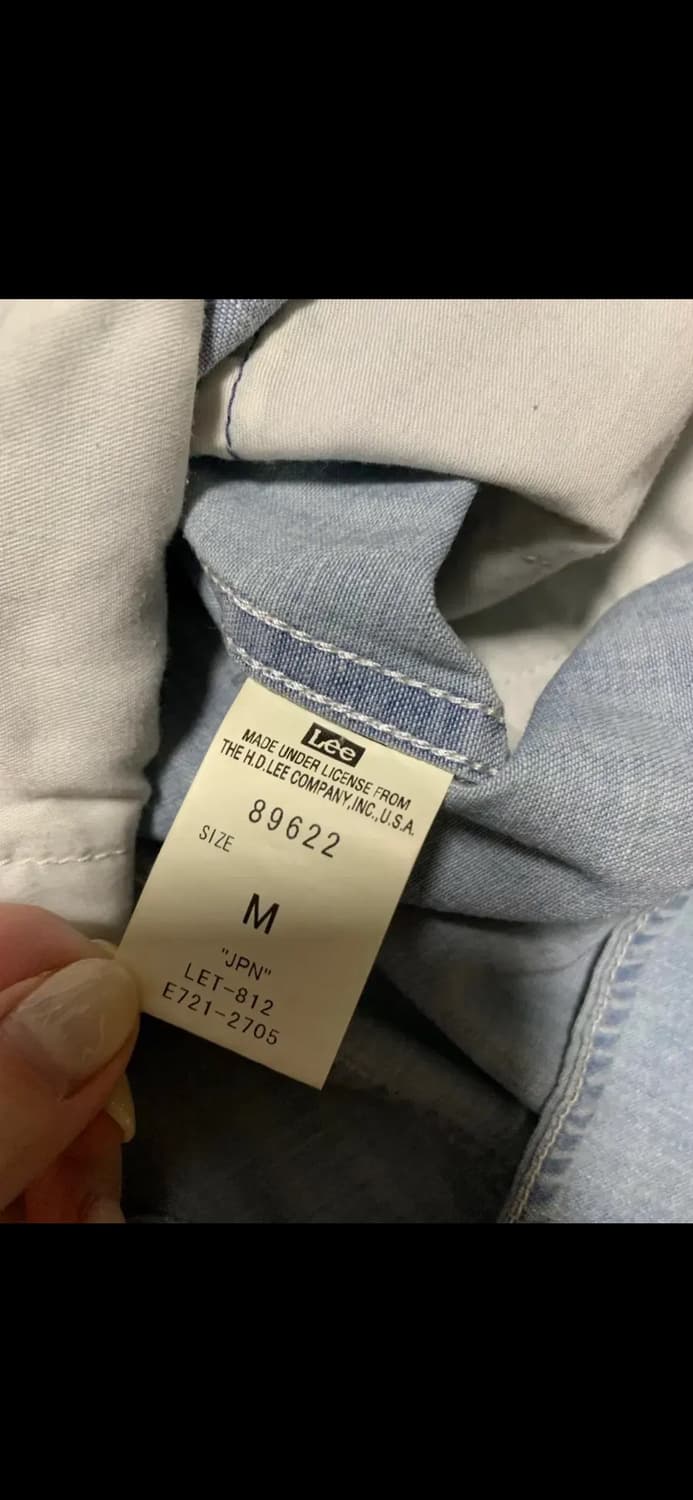 Lee
MADE UNDER LICENSE FROM
THE H.D.LEE COMPANY,INC.,U.S.A.
89622
SIZE
M
"JPN"
LET-812
E721-2705